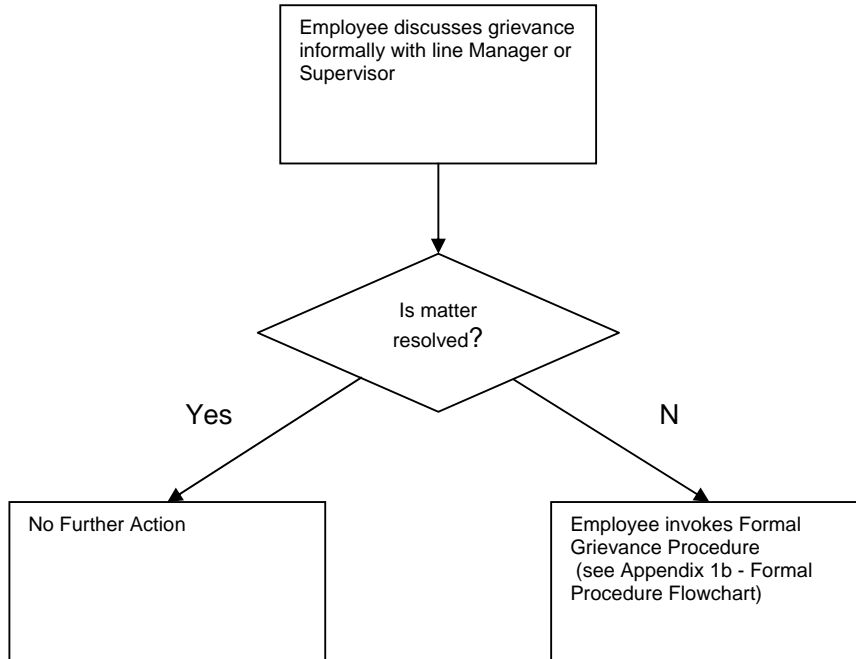 Employee discusses grievance
informally with line Manager or
Supervisor
Is matter
resolved?
Yes
N
No Further Action
Employee invokes Formal
Grievance Procedure
(see Appendix 1b - Formal
Procedure Flowchart)